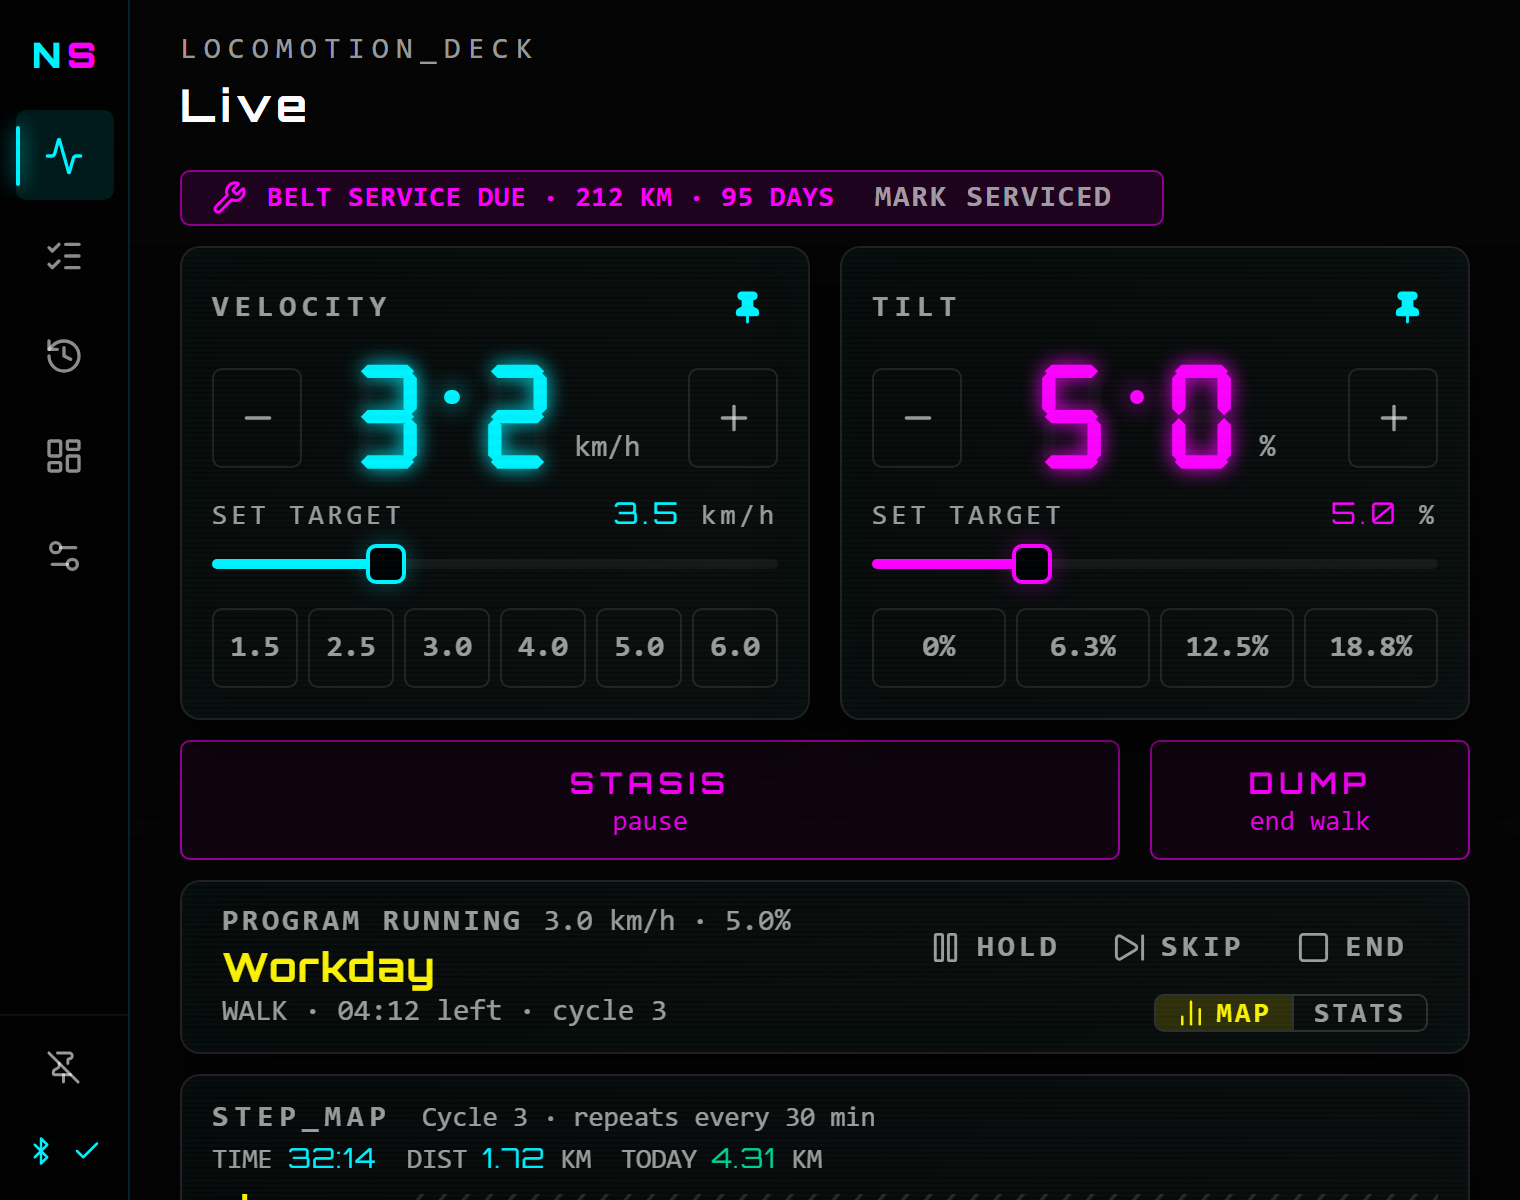 NS
LOCOMOTION_DECK
Live
BELT SERVICE DUE · 212 KM · 95 DAYS MARK SERVICED
VELOCITY
3·2 km/h
SET TARGET 3.5 km/h
1.5 2.5 3.0 4.0 5.0 6.0
TILT
5·0 %
SET TARGET 5.0 %
0% 6.3% 12.5% 18.8%
STASIS
pause
DUMP
end walk
PROGRAM RUNNING 3.0 km/h · 5.0%
Workday
WALK · 04:12 left · cycle 3
HOLD SKIP END
MAP STATS
STEP_MAP Cycle 3 · repeats every 30 min
TIME 32:14 DIST 1.72 KM TODAY 4.31 KM